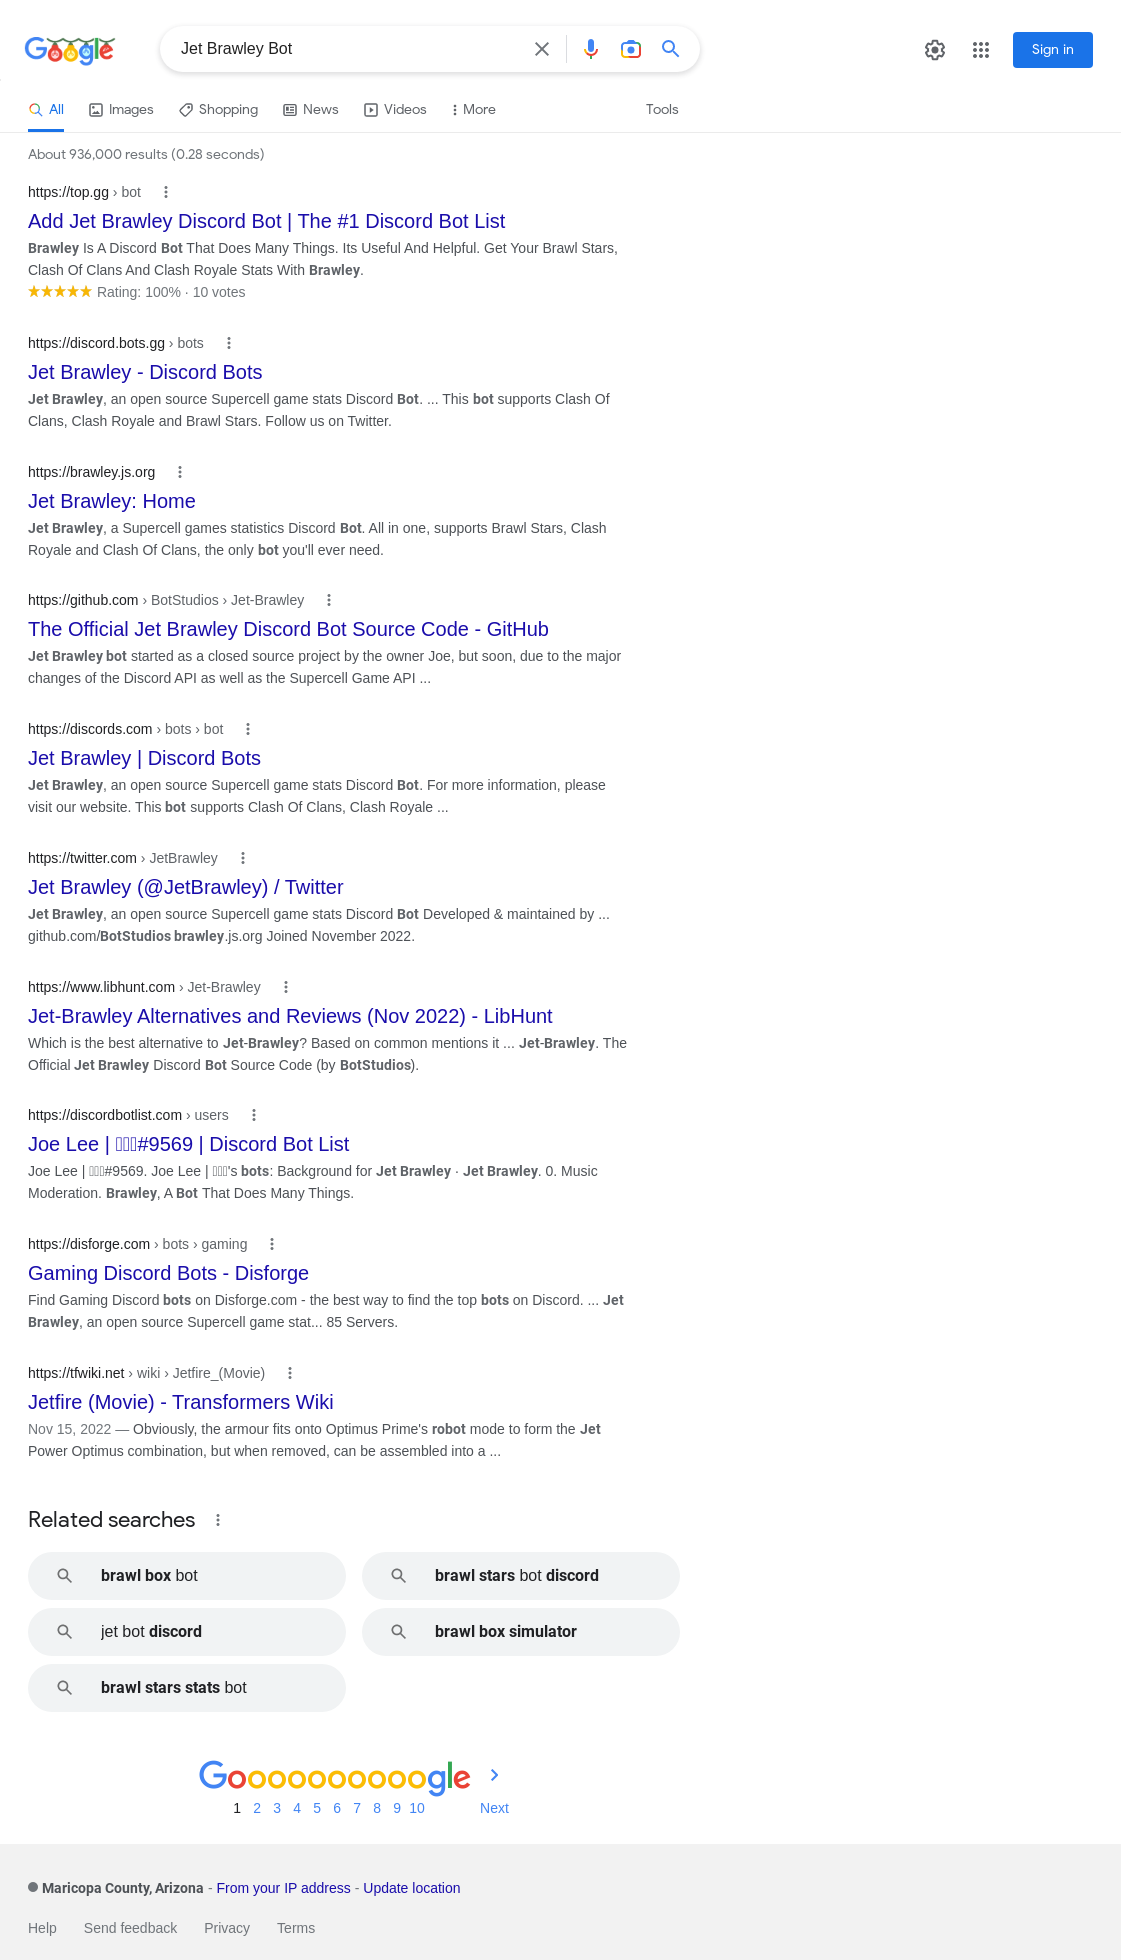 Google
Jet Brawley Bot
Sign in
All Images Shopping News Videos More Tools
About 936,000 results (0.28 seconds)
https://top.gg › bot
Add Jet Brawley Discord Bot | The #1 Discord Bot List
Brawley Is A Discord Bot That Does Many Things. Its Useful And Helpful. Get Your Brawl Stars,
Clash Of Clans And Clash Royale Stats With Brawley.
Rating: 100% · 10 votes
https://discord.bots.gg › bots
Jet Brawley - Discord Bots
Jet Brawley, an open source Supercell game stats Discord Bot. ... This bot supports Clash Of
Clans, Clash Royale and Brawl Stars. Follow us on Twitter.
https://brawley.js.org
Jet Brawley: Home
Jet Brawley, a Supercell games statistics Discord Bot. All in one, supports Brawl Stars, Clash
Royale and Clash Of Clans, the only bot you'll ever need.
https://github.com › BotStudios › Jet-Brawley
The Official Jet Brawley Discord Bot Source Code - GitHub
Jet Brawley bot started as a closed source project by the owner Joe, but soon, due to the major
changes of the Discord API as well as the Supercell Game API ...
https://discords.com › bots › bot
Jet Brawley | Discord Bots
Jet Brawley, an open source Supercell game stats Discord Bot. For more information, please
visit our website. This bot supports Clash Of Clans, Clash Royale ...
https://twitter.com › JetBrawley
Jet Brawley (@JetBrawley) / Twitter
Jet Brawley, an open source Supercell game stats Discord Bot Developed & maintained by ...
github.com/BotStudios brawley.js.org Joined November 2022.
https://www.libhunt.com › Jet-Brawley
Jet-Brawley Alternatives and Reviews (Nov 2022) - LibHunt
Which is the best alternative to Jet-Brawley? Based on common mentions it ... Jet-Brawley. The
Official Jet Brawley Discord Bot Source Code (by BotStudios).
https://discordbotlist.com › users
Joe Lee | #9569 | Discord Bot List
Joe Lee | #9569. Joe Lee | 's bots: Background for Jet Brawley · Jet Brawley. 0. Music
Moderation. Brawley, A Bot That Does Many Things.
https://disforge.com › bots › gaming
Gaming Discord Bots - Disforge
Find Gaming Discord bots on Disforge.com - the best way to find the top bots on Discord. ... Jet
Brawley, an open source Supercell game stat... 85 Servers.
https://tfwiki.net › wiki › Jetfire_(Movie)
Jetfire (Movie) - Transformers Wiki
Nov 15, 2022 — Obviously, the armour fits onto Optimus Prime's robot mode to form the Jet
Power Optimus combination, but when removed, can be assembled into a ...
Related searches
brawl box bot
brawl stars bot discord
jet bot discord
brawl box simulator
brawl stars stats bot
Goooooooooogle
1 2 3 4 5 6 7 8 9 10 Next
Maricopa County, Arizona - From your IP address - Update location
Help Send feedback Privacy Terms